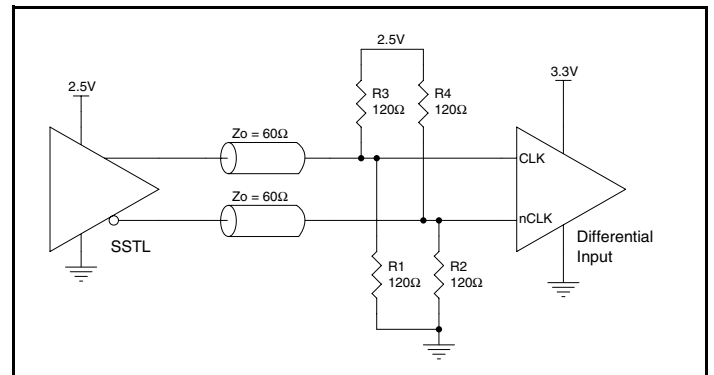 2.5V
3.3V
2.5V
R3
120Ω
R4
120Ω
Zo = 60Ω
CLK
Zo = 60Ω
nCLK
SSTL
Differential
Input
R1
120Ω
R2
120Ω